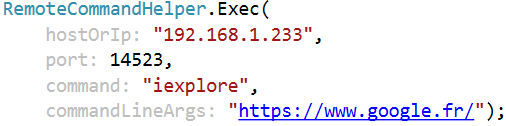 RemoteCommandHelper.Exec(
hostOrIp: "192.168.1.233",
port: 14523,
command: "iexplore",
commandLineArgs: "https://www.google.fr/");